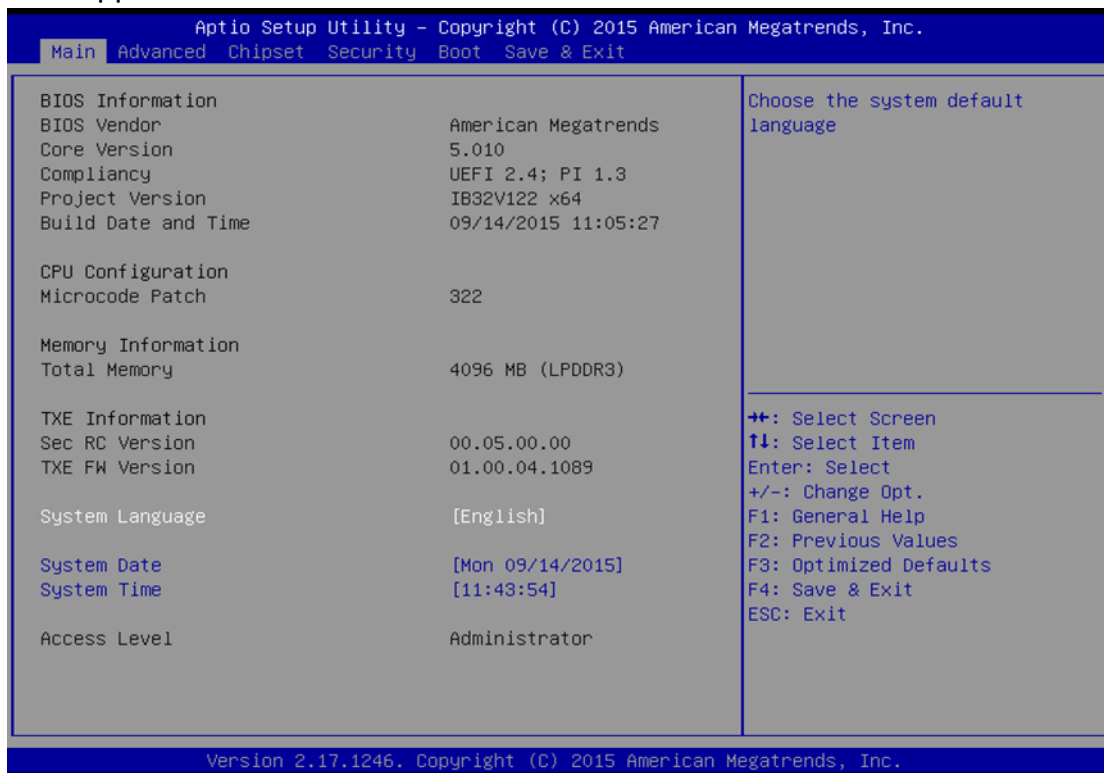 Aptio Setup Utility – Copyright (C) 2015 American Megatrends, Inc.
Main Advanced Chipset Security Boot Save & Exit
BIOS Information
BIOS Vendor American Megatrends
Core Version 5.010
Compliancy UEFI 2.4; PI 1.3
Project Version IB32V122 x64
Build Date and Time 09/14/2015 11:05:27
CPU Configuration
Microcode Patch 322
Memory Information
Total Memory 4096 MB (LPDDR3)
TXE Information
Sec RC Version 00.05.00.00
TXE FW Version 01.00.04.1089
System Language [English]
System Date [Mon 09/14/2015]
System Time [11:43:54]
Access Level Administrator
Choose the system default
language
→←: Select Screen
↑↓: Select Item
Enter: Select
+/-: Change Opt.
F1: General Help
F2: Previous Values
F3: Optimized Defaults
F4: Save & Exit
ESC: Exit
Version 2.17.1246. Copyright (C) 2015 American Megatrends, Inc.